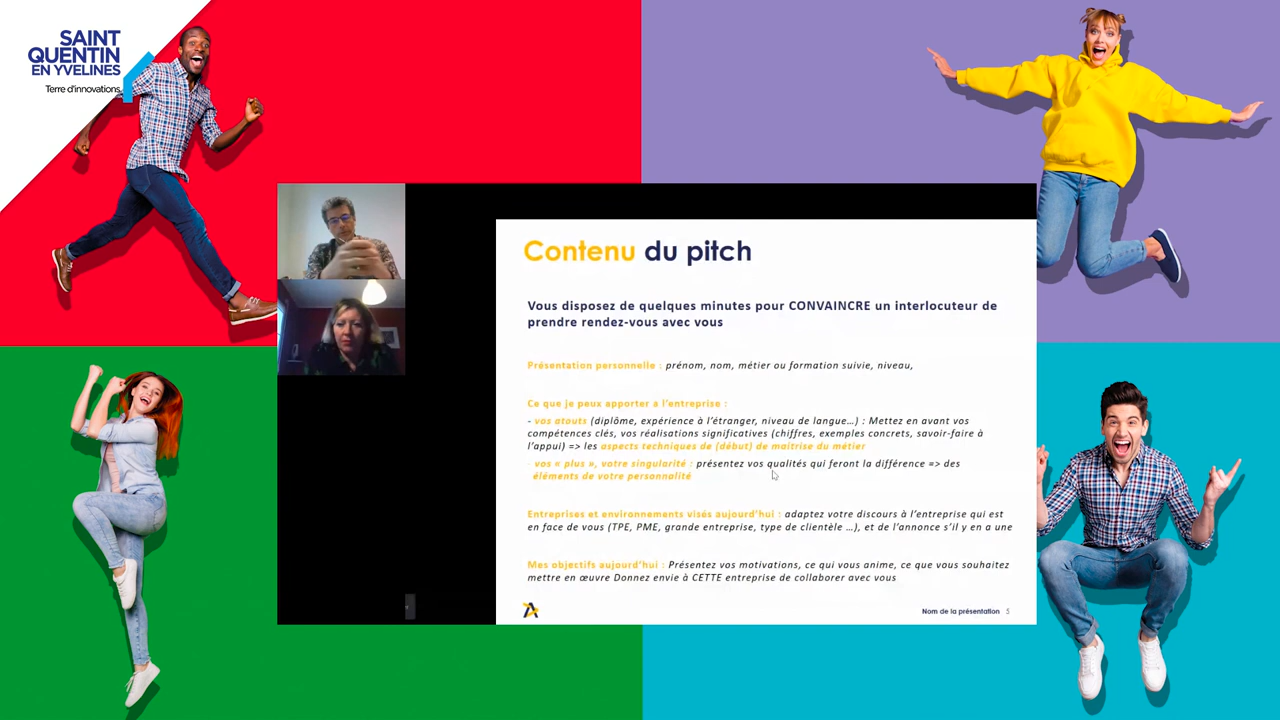 SAINT
QUENTIN
EN YVELINES
Terre d'innovations
Contenu du pitch
Vous disposez de quelques minutes pour CONVAINCRE un interlocuteur de
prendre rendez-vous avec vous
Présentation personnelle : prénom, nom, métier ou formation suivie, niveau,
Ce que je peux apporter a l'entreprise :
- vos atouts (diplôme, expérience à l'étranger, niveau de langue…) : Mettez en avant vos
compétences clés, vos réalisations significatives (chiffres, exemples concrets, savoir-faire à
l'appui) => les aspects techniques de (début) de maitrise du métier
vos « plus », votre singularité : présentez vos qualités qui feront la différence => des
éléments de votre personnalité
Entreprises et environnements visés aujourd'hui : adaptez votre discours à l'entreprise qui est
en face de vous (TPE, PME, grande entreprise, type de clientèle …), et de l'annonce s'il y en a une
Mes objectifs aujourd'hui : Présentez vos motivations, ce qui vous anime, ce que vous souhaitez
mettre en œuvre Donnez envie à CETTE entreprise de collaborer avec vous
Nom de la présentation 5